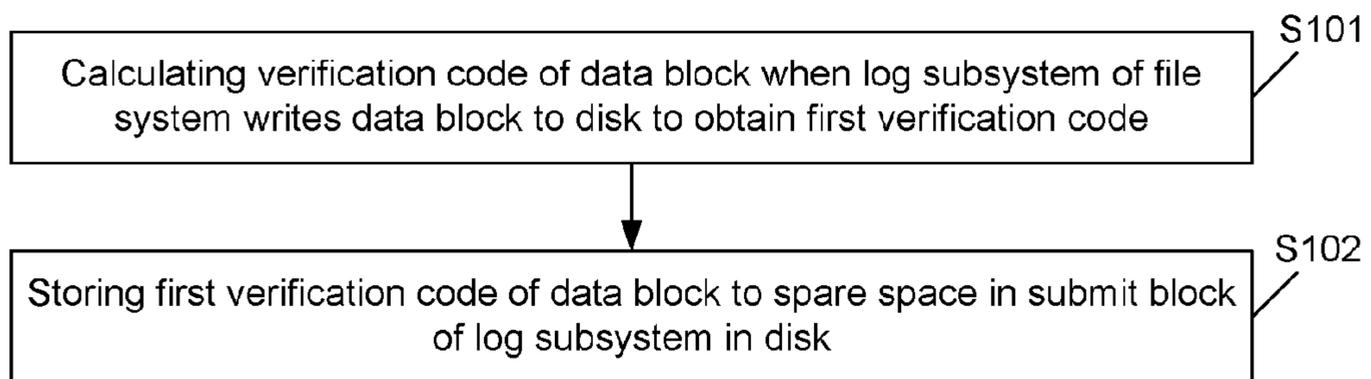 S101
Calculating verification code of data block when log subsystem of file
system writes data block to disk to obtain first verification code
S102
Storing first verification code of data block to spare space in submit block
of log subsystem in disk